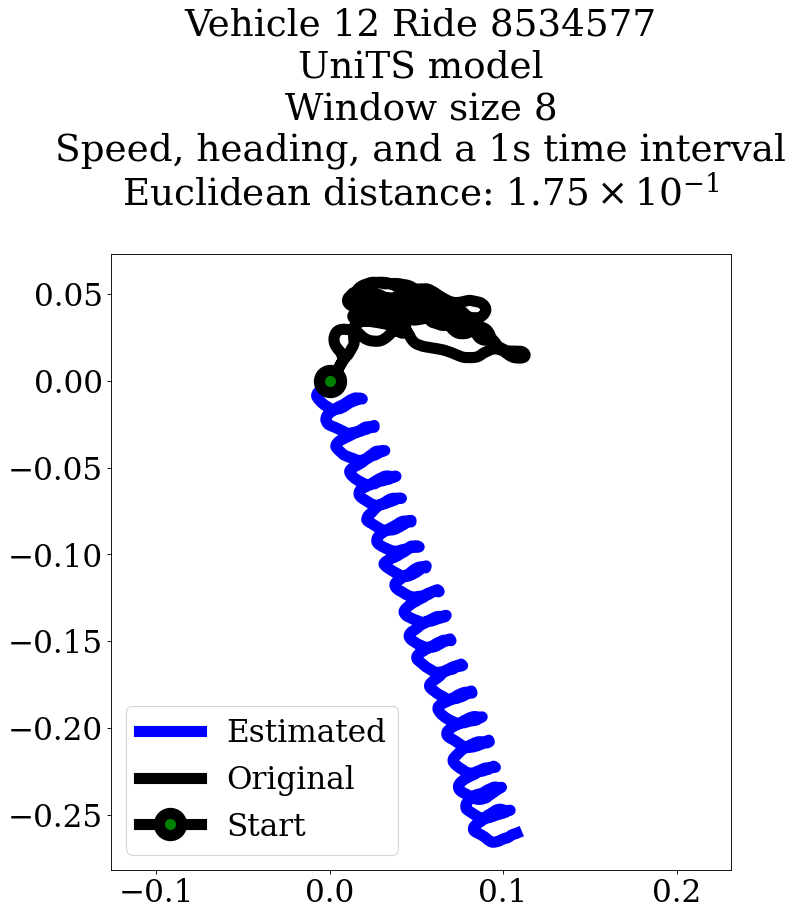 Vehicle 12 Ride 8534577
UniTS model
Window size 8
Speed, heading, and a 1s time interval
Euclidean distance: 1.75 × 10⁻¹
0.05
0.00
−0.05
−0.10
−0.15
−0.20
−0.25
Estimated
Original
Start
−0.1
0.0
0.1
0.2